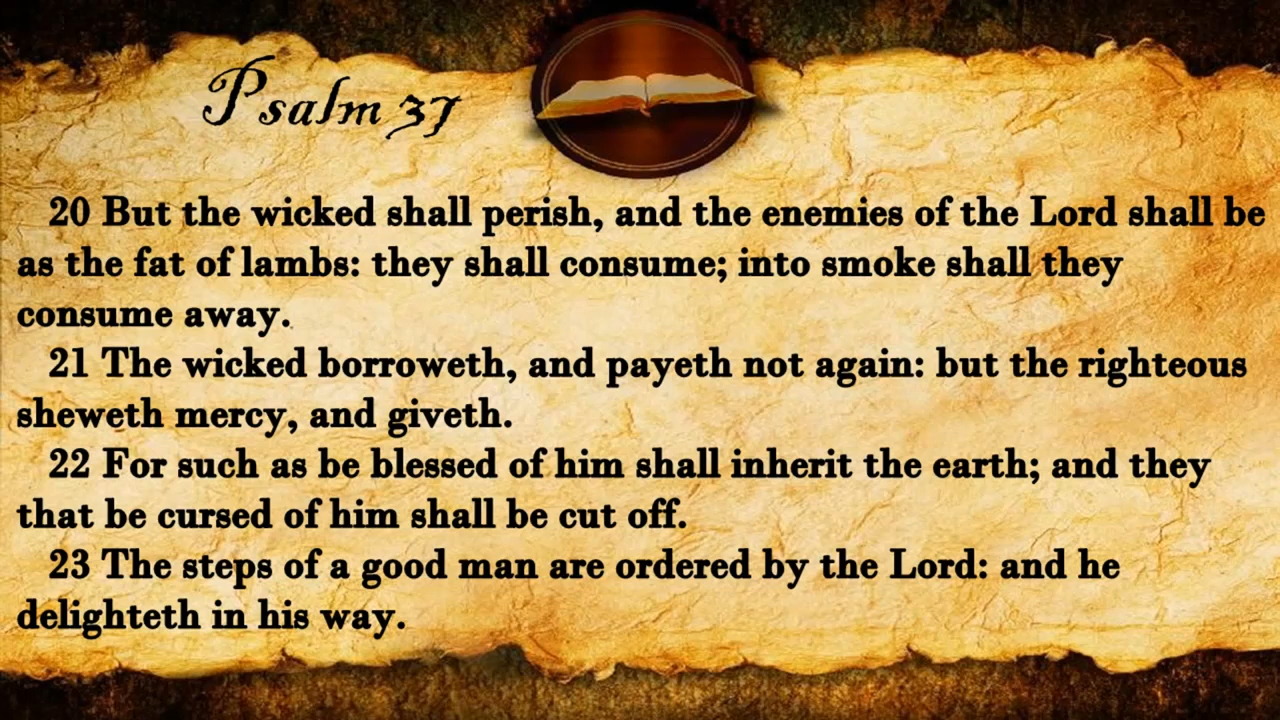 Psalm 37
20 But the wicked shall perish, and the enemies of the Lord shall be
as the fat of lambs: they shall consume; into smoke shall they
consume away.
21 The wicked borroweth, and payeth not again: but the righteous
sheweth mercy, and giveth.
22 For such as be blessed of him shall inherit the earth; and they
that be cursed of him shall be cut off.
23 The steps of a good man are ordered by the Lord: and he
delighteth in his way.